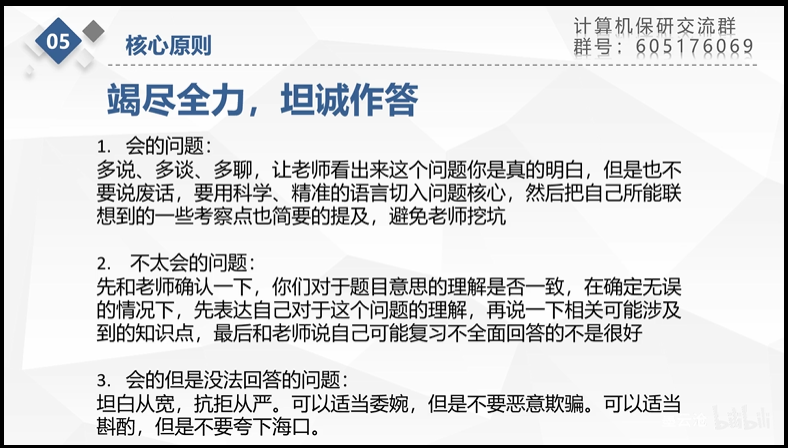 05
核心原则
计算机保研交流群
群号：605176069
竭尽全力，坦诚作答
1. 会的问题：
多说、多谈、多聊，让老师看出来这个问题你是真的明白，但是也不
要说废话，要用科学、精准的语言切入问题核心，然后把自己所能联
想到的一些考察点也简要的提及，避免老师挖坑
2. 不太会的问题：
先和老师确认一下，你们对于题目意思的理解是否一致，在确定无误
的情况下，先表达自己对于这个问题的理解，再说一下相关可能涉及
到的知识点，最后和老师说自己可能复习不全面回答的不是很好
3. 会的但是没法回答的问题：
坦白从宽，抗拒从严。可以适当委婉，但是不要恶意欺骗。可以适当
斟酌，但是不要夸下海口。
bilibili